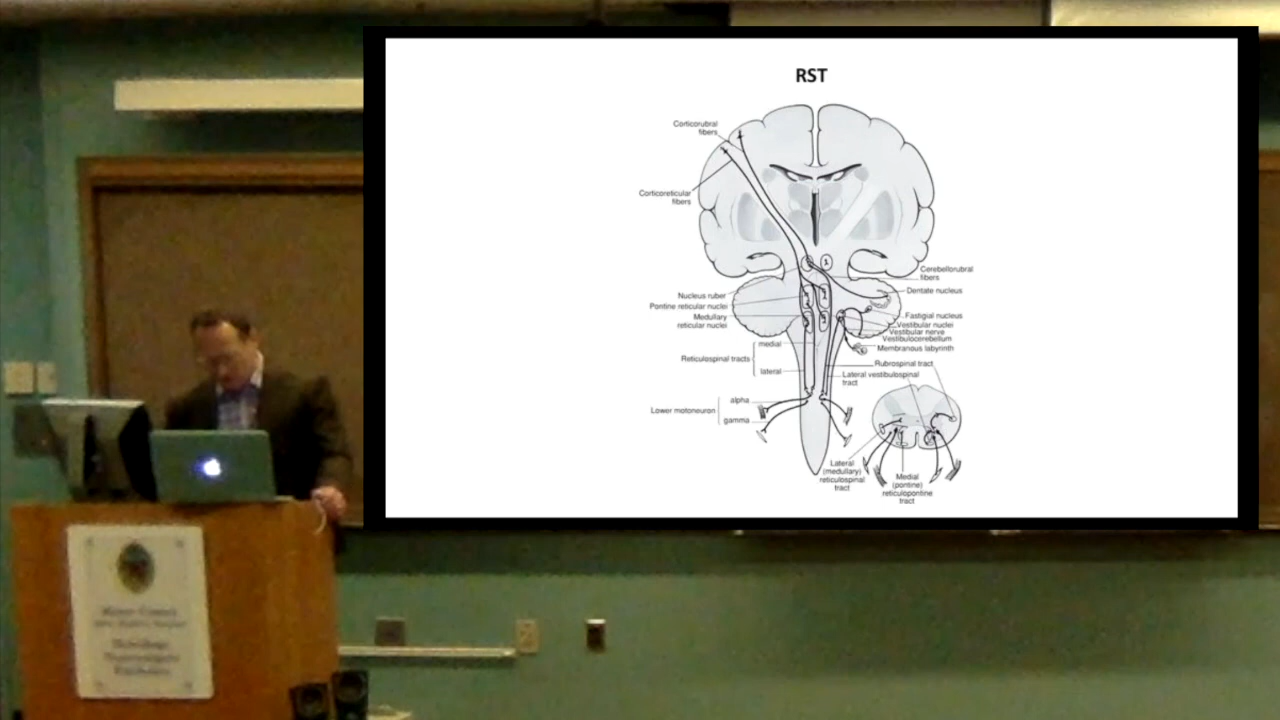 RST
Corticorubral
fibers
Corticoreticular
fibers
Cerebellorubral
fibers
Nucleus ruber
Dentate nucleus
Pontine reticular nuclei
Medullary
reticular nuclei
Fastigial nucleus
Vestibular nuclei
Vestibular nerve
Vestibulocerebellum
Membranous labyrinth
medial
Reticulospinal tracts
lateral
Rubrospinal tract
Lateral vestibulospinal
tract
alpha
Lower motoneuron
gamma
Lateral
(medullary)
reticulospinal
tract
Medial
(pontine)
reticulopontine
tract